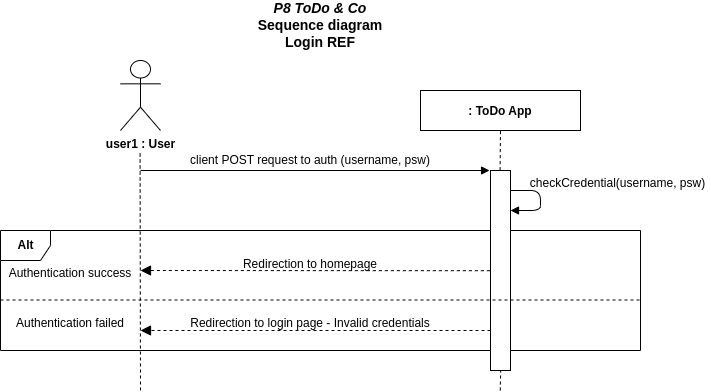 P8 ToDo & Co
Sequence diagram
Login REF
: ToDo App
user1 : User
client POST request to auth (username, psw)
checkCredential(username, psw)
Alt
Redirection to homepage
Authentication success
Authentication failed
Redirection to login page - Invalid credentials